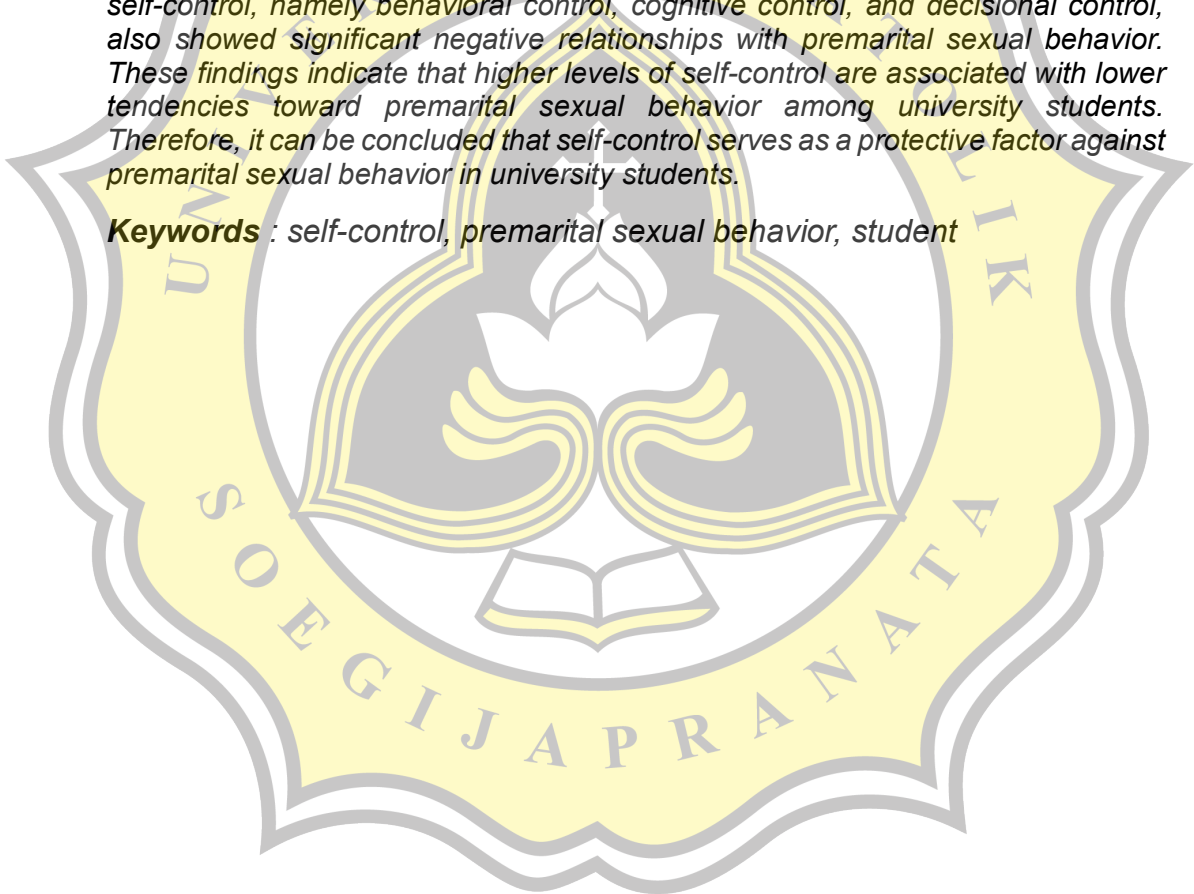 self-control, namely behavioral control, cognitive control, and decisional control,
also showed significant negative relationships with premarital sexual behavior.
These findings indicate that higher levels of self-control are associated with lower
tendencies toward premarital sexual behavior among university students.
Therefore, it can be concluded that self-control serves as a protective factor against
premarital sexual behavior in university students.
Keywords : self-control, premarital sexual behavior, student
SOEGIJAPRANATA